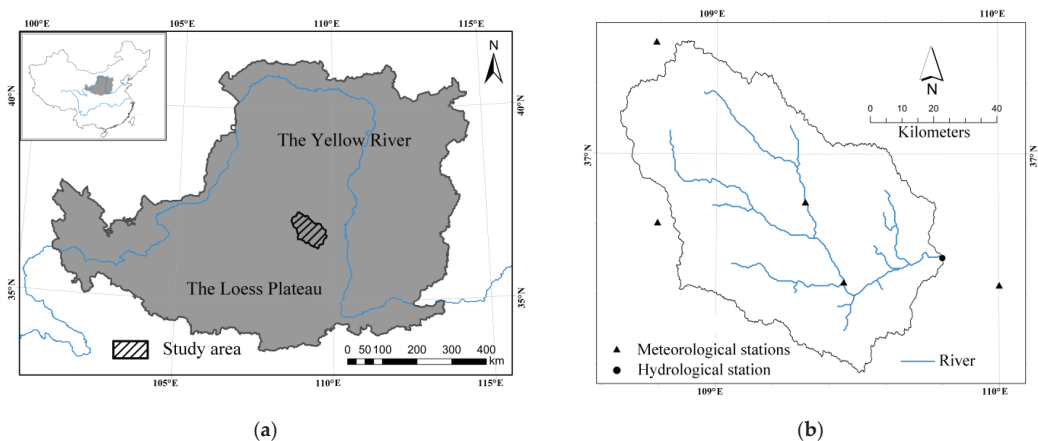 100°E
105°E
110°E
115°E
N
40°N
40°N
The Yellow River
35°N
The Loess Plateau
35°N
Study area
0 50 100 200 300 400
km
105°E
110°E
115°E
(a)
109°E
110°E
N
0 10 20 40
Kilometers
37°N
37°N
Meteorological stations
Hydrological station
River
109°E
110°E
(b)